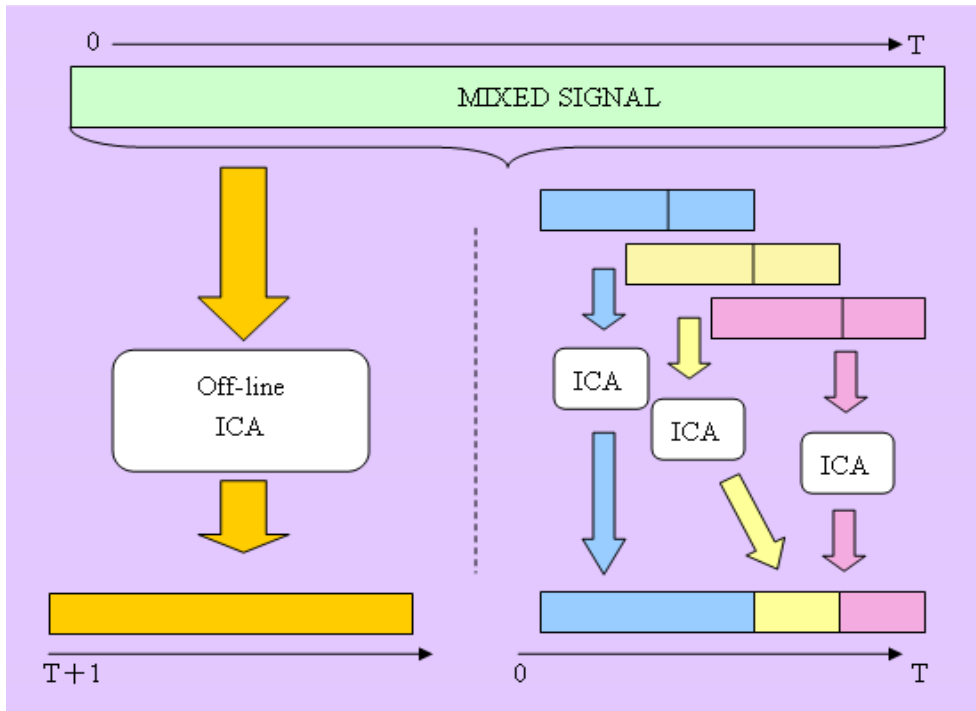 0 T
MIXED SIGNAL
Off-line
ICA
ICA
ICA
ICA
T+1
0 T